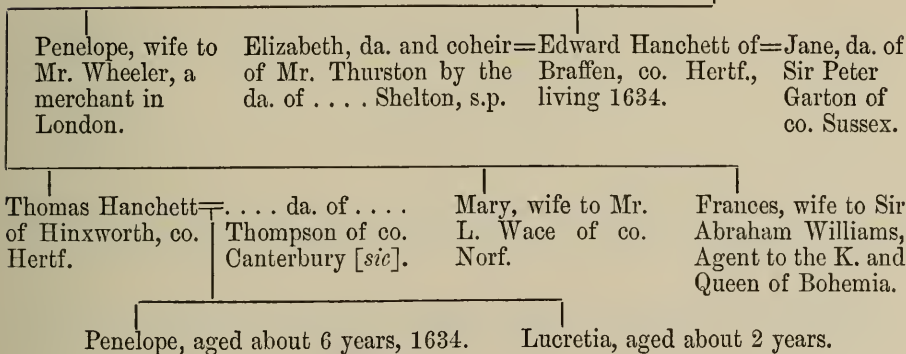 Penelope, wife to
Mr. Wheeler, a
merchant in
London.
Elizabeth, da. and coheir=
of Mr. Thurston by the
da. of . . . . Shelton, s.p.
Edward Hanchett of=
Braffen, co. Hertf.,
living 1634.
Jane, da. of
Sir Peter
Garton of
co. Sussex.
Thomas Hanchett=
of Hinxworth, co.
Hertf.
. . . . da. of . . . .
Thompson of co.
Canterbury [sic].
Mary, wife to Mr.
L. Wace of co.
Norf.
Frances, wife to Sir
Abraham Williams,
Agent to the K. and
Queen of Bohemia.
Penelope, aged about 6 years, 1634.
Lucretia, aged about 2 years.